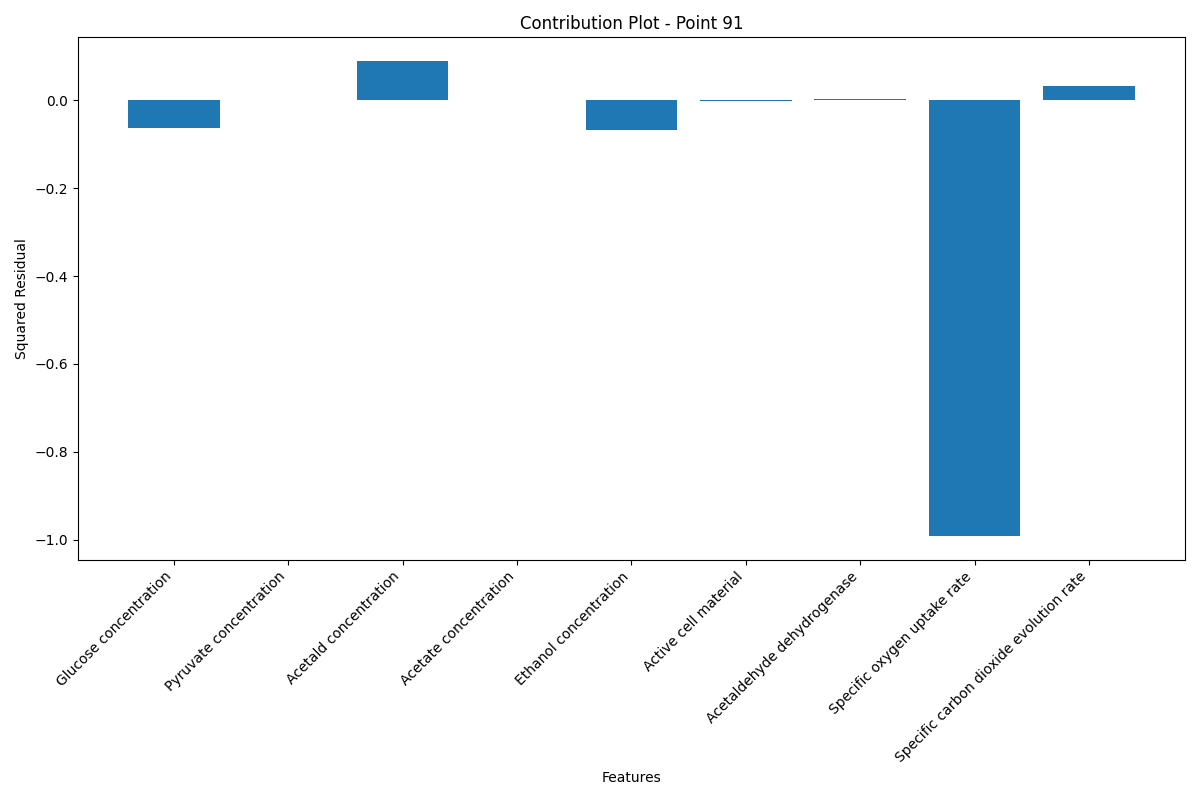 Contribution Plot - Point 91
Squared Residual
0.0
−0.2
−0.4
−0.6
−0.8
−1.0
Glucose concentration
Pyruvate concentration
Acetald concentration
Acetate concentration
Ethanol concentration
Active cell material
Acetaldehyde dehydrogenase
Specific oxygen uptake rate
Specific carbon dioxide evolution rate
Features